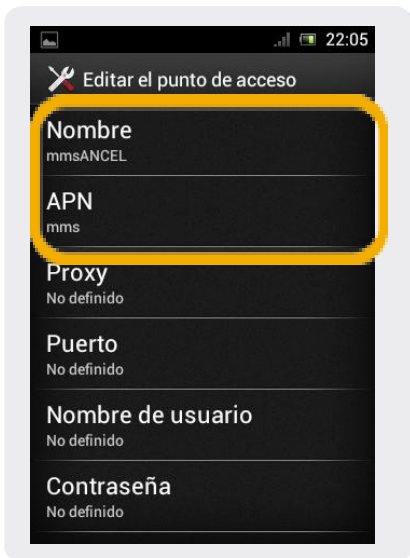 22:05
Editar el punto de acceso
Nombre
mmsANCEL
APN
mms
Proxy
No definido
Puerto
No definido
Nombre de usuario
No definido
Contraseña
No definido